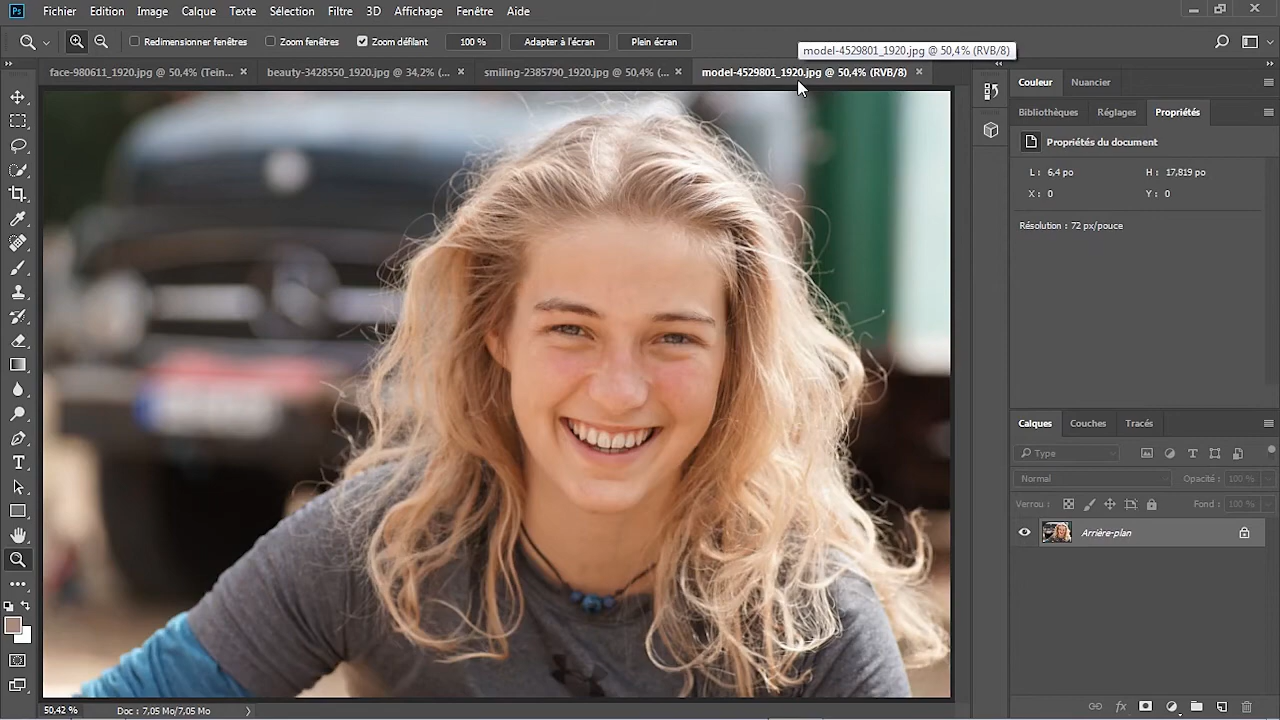 Ps Fichier Edition Image Calque Texte Sélection Filtre 3D Affichage Fenêtre Aide
Redimensionner fenêtres Zoom fenêtres Zoom défilant 100 % Adapter à l'écran Plein écran
model-4529801_1920.jpg @ 50,4% (RVB/8)
face-980611_1920.jpg @ 50,4% (Tein... × beauty-3428550_1920.jpg @ 34,2% (... × smiling-2385790_1920.jpg @ 50,4% (... × model-4529801_1920.jpg @ 50,4% (RVB/8) ×
Couleur Nuancier
Bibliothèques Réglages Propriétés
Propriétés du document
L : 6,4 po H : 17,819 po
X : 0 Y : 0
Résolution : 72 px/pouce
Calques Couches Tracés
Type
Normal Opacité : 100 %
Verrou : Fond : 100 %
Arrière-plan
50,42 % Doc : 7,05 Mo/7,05 Mo